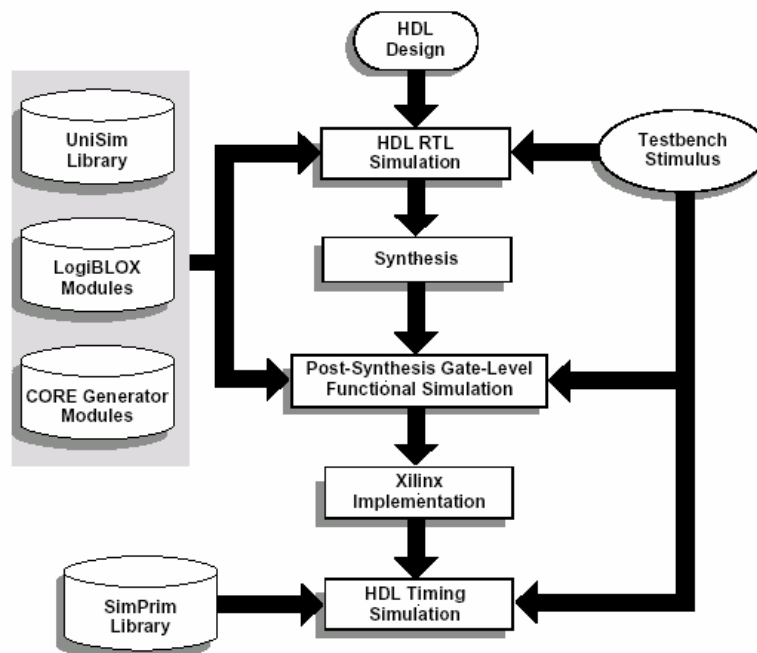 HDL
Design
UniSim
Library
HDL RTL
Simulation
Testbench
Stimulus
LogiBLOX
Modules
Synthesis
CORE Generator
Modules
Post-Synthesis Gate-Level
Functional Simulation
Xilinx
Implementation
SimPrim
Library
HDL Timing
Simulation